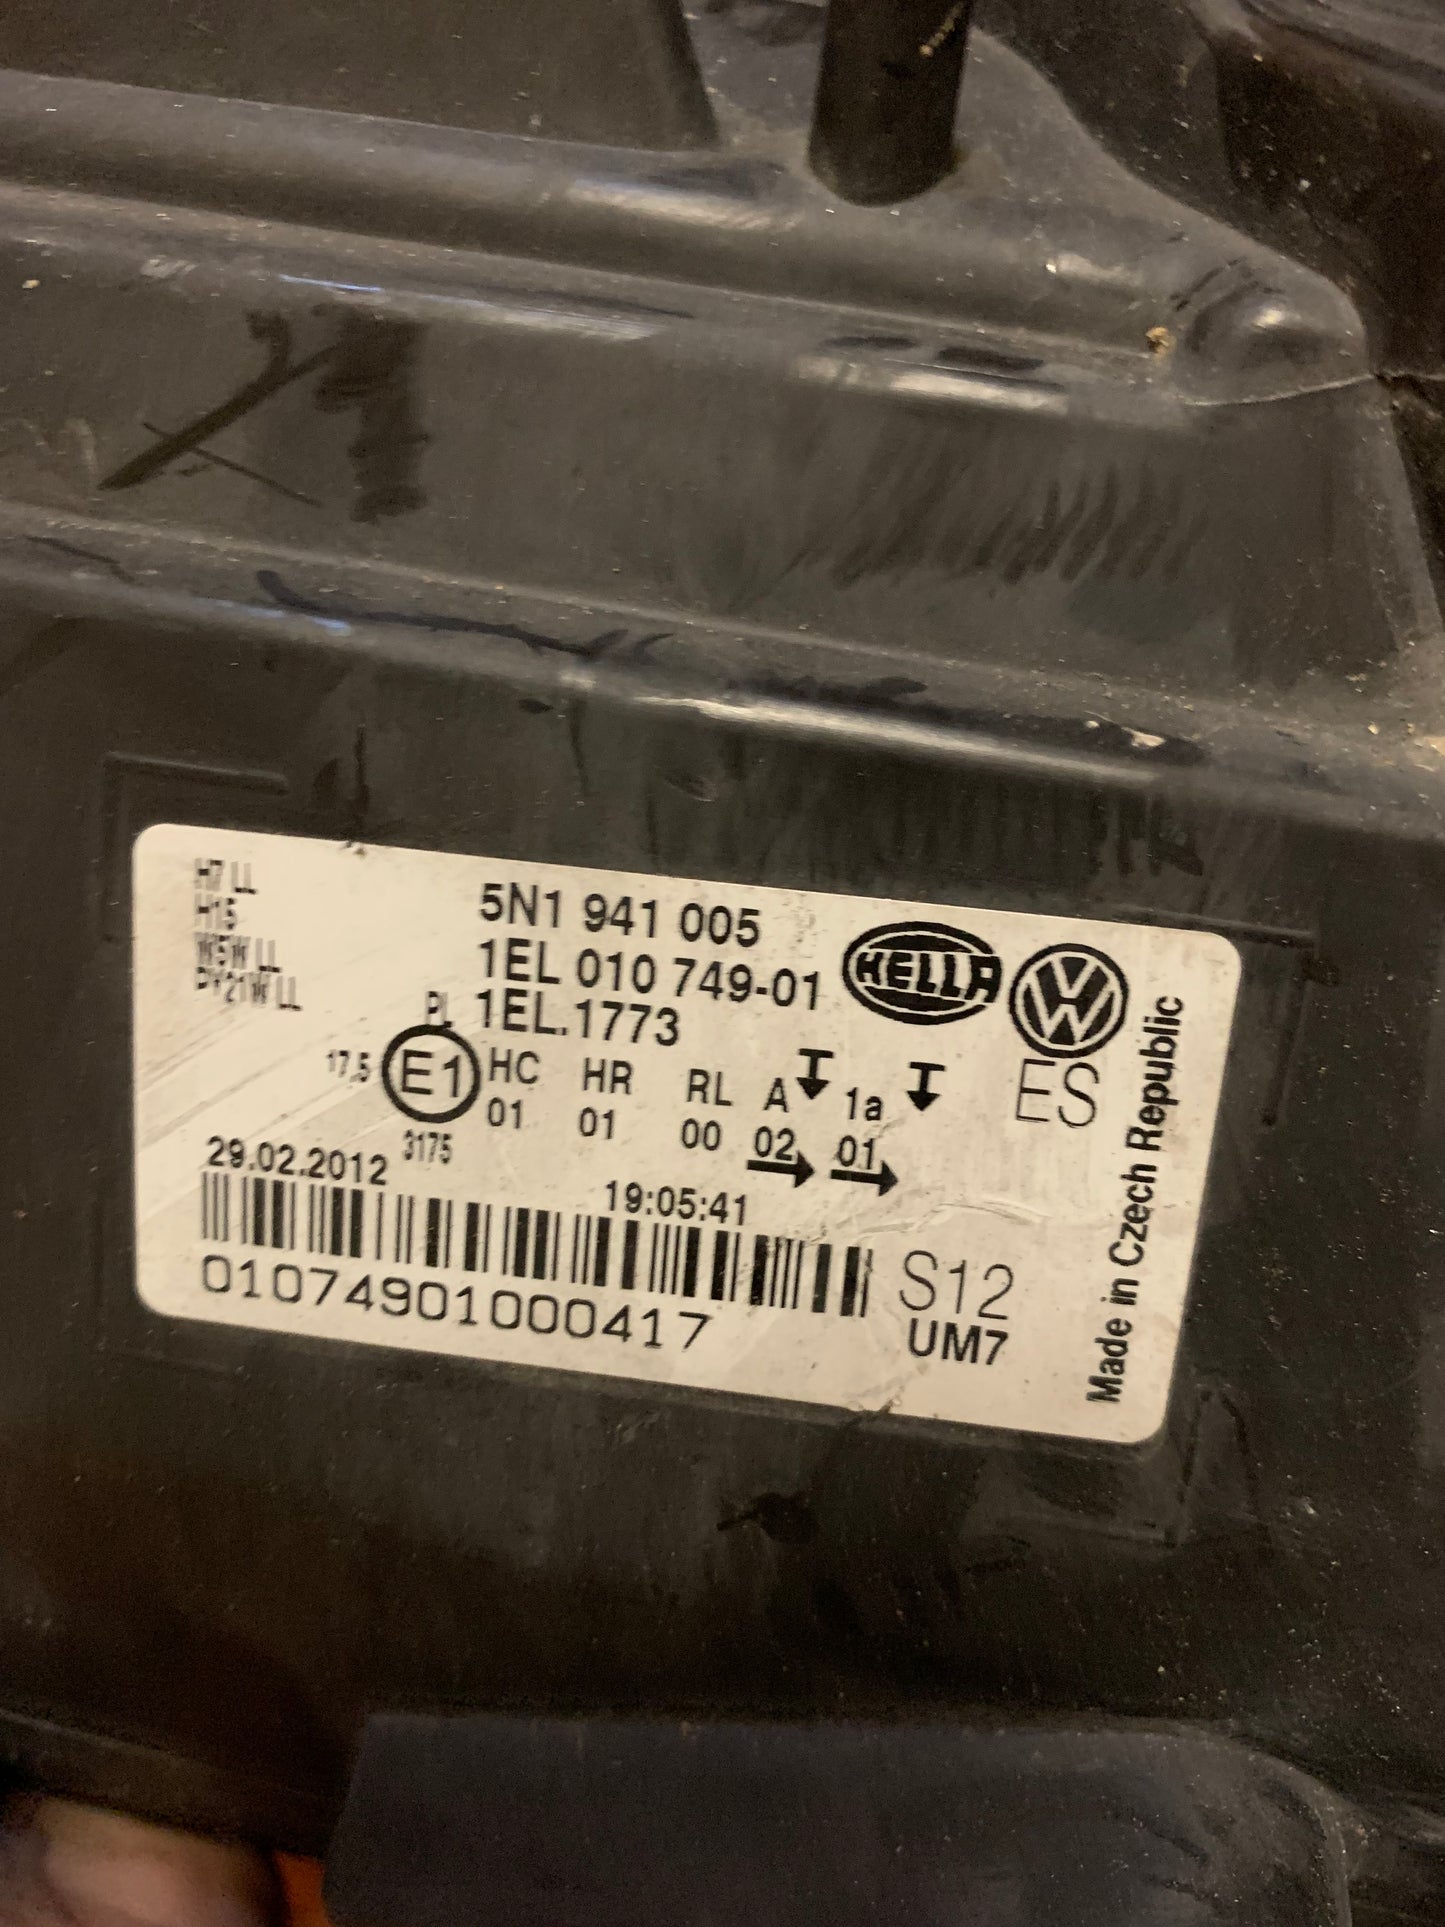 H7 LL
H15
W5W LL
PY21W LL
5N1 941 005
1EL 010 749-01
PL 1EL.1773
HELLA
VW
17,5 E1 HC HR RL A 1a
01 01 00 02 01
3175
ES
29.02.2012 19:05:41
01074901000417
S12
UM7
Made in Czech Republic